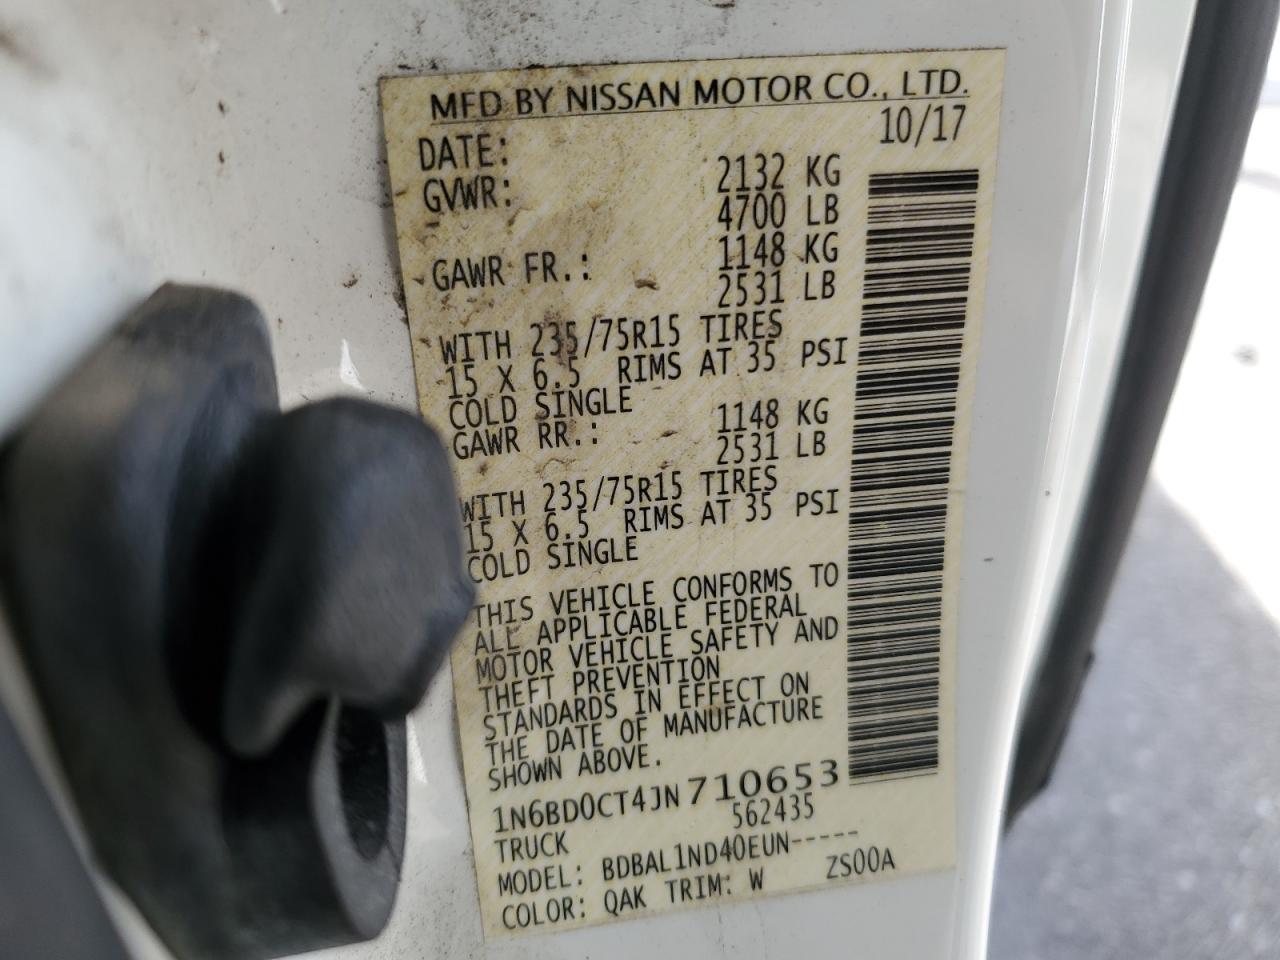 MFD BY NISSAN MOTOR CO., LTD.
DATE: 10/17
GVWR: 2132 KG
4700 LB
GAWR FR.: 1148 KG
2531 LB
WITH 235/75R15 TIRES
15 X 6.5 RIMS AT 35 PSI
COLD SINGLE
GAWR RR.: 1148 KG
2531 LB
WITH 235/75R15 TIRES
15 X 6.5 RIMS AT 35 PSI
COLD SINGLE
THIS VEHICLE CONFORMS TO
ALL APPLICABLE FEDERAL
MOTOR VEHICLE SAFETY AND
THEFT PREVENTION
STANDARDS IN EFFECT ON
THE DATE OF MANUFACTURE
SHOWN ABOVE.
1N6BD0CT4JN710653
TRUCK 562435
MODEL: BDBAL1ND40EUN-----
COLOR: QAK TRIM: W ZS00A